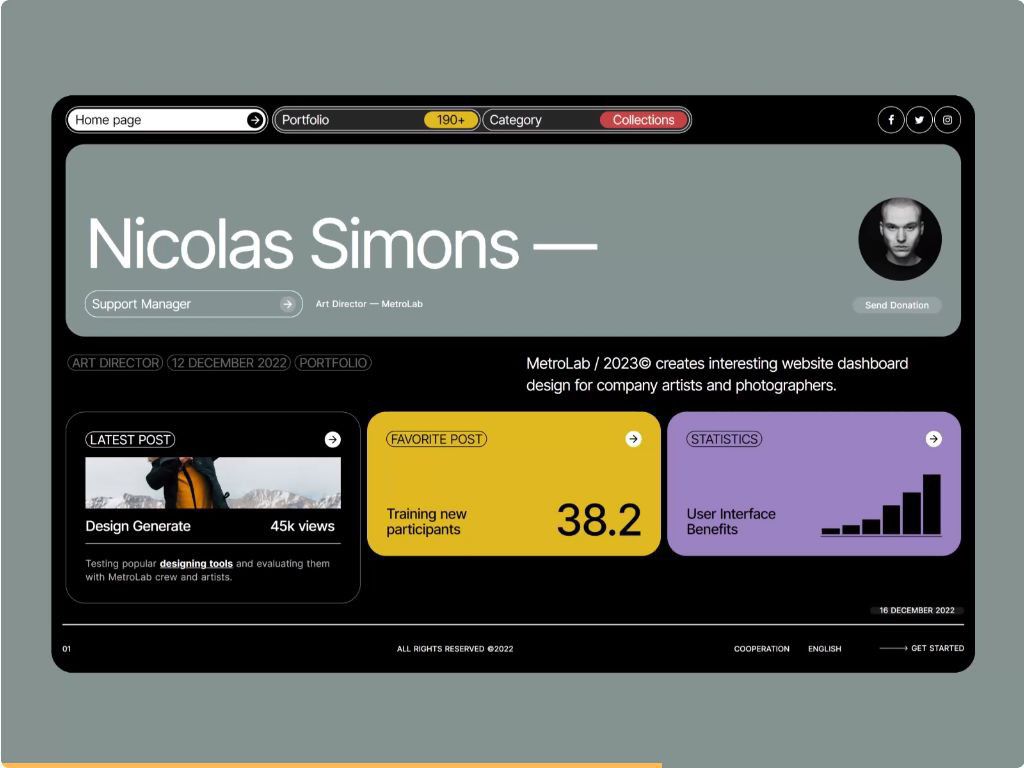 Home page
Portfolio
190+
Category
Collections
Nicolas Simons —
Support Manager
Art Director — MetroLab
Send Donation
ART DIRECTOR
12 DECEMBER 2022
PORTFOLIO
MetroLab / 2023© creates interesting website dashboard
design for company artists and photographers.
LATEST POST
Design Generate
45k views
Testing popular designing tools and evaluating them
with MetroLab crew and artists.
FAVORITE POST
Training new
participants
38.2
STATISTICS
User Interface
Benefits
16 DECEMBER 2022
01
ALL RIGHTS RESERVED ©2022
COOPERATION
ENGLISH
GET STARTED